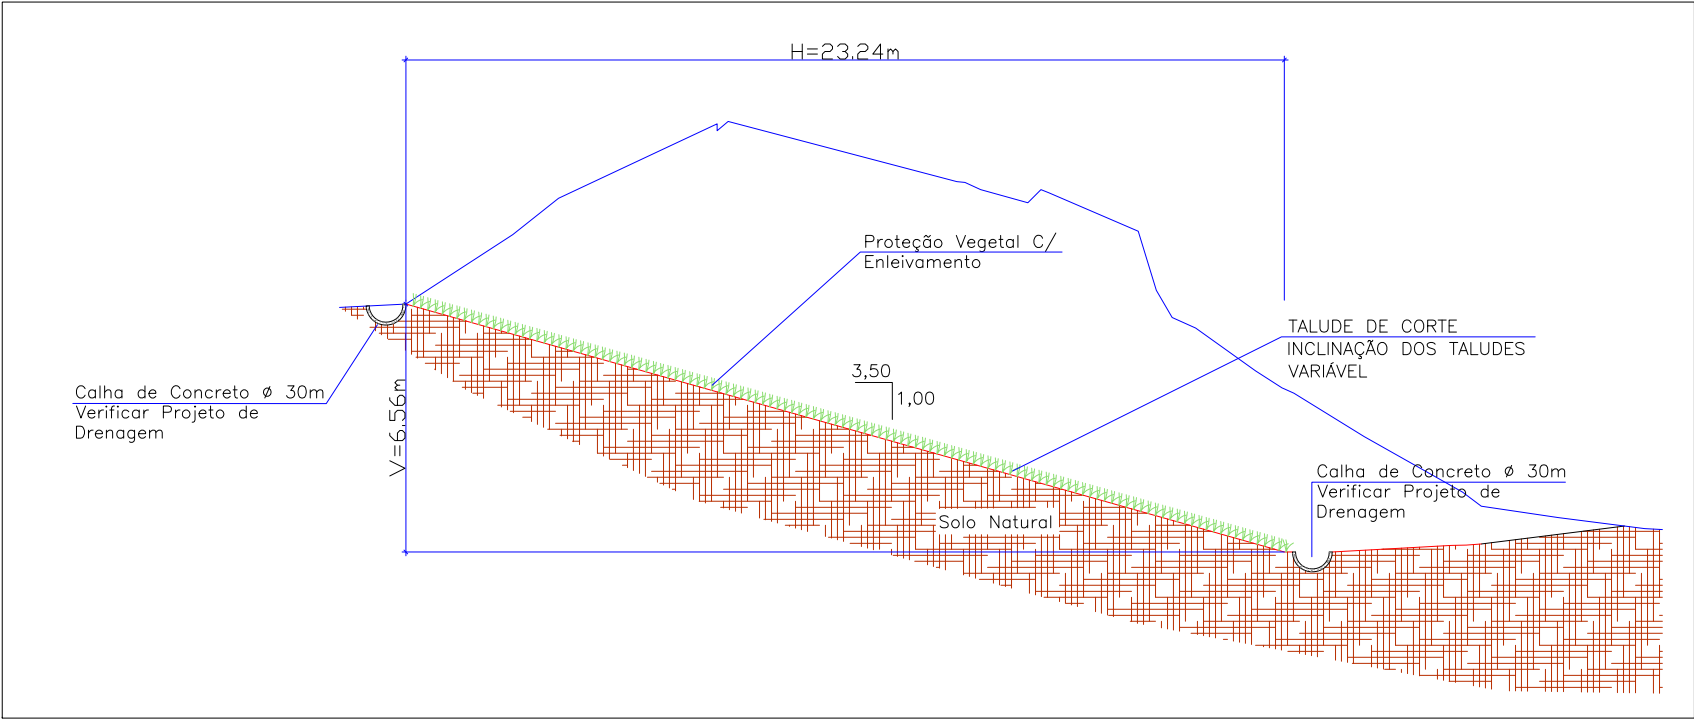 H=23,24m
Proteção Vegetal C/
Enleivamento
TALUDE DE CORTE
INCLINAÇÃO DOS TALUDES
VARIÁVEL
3,50
1,00
Calha de Concreto ø 30m
Verificar Projeto de
Drenagem
V=6,56m
Calha de Concreto ø 30m
Verificar Projeto de
Drenagem
Solo Natural